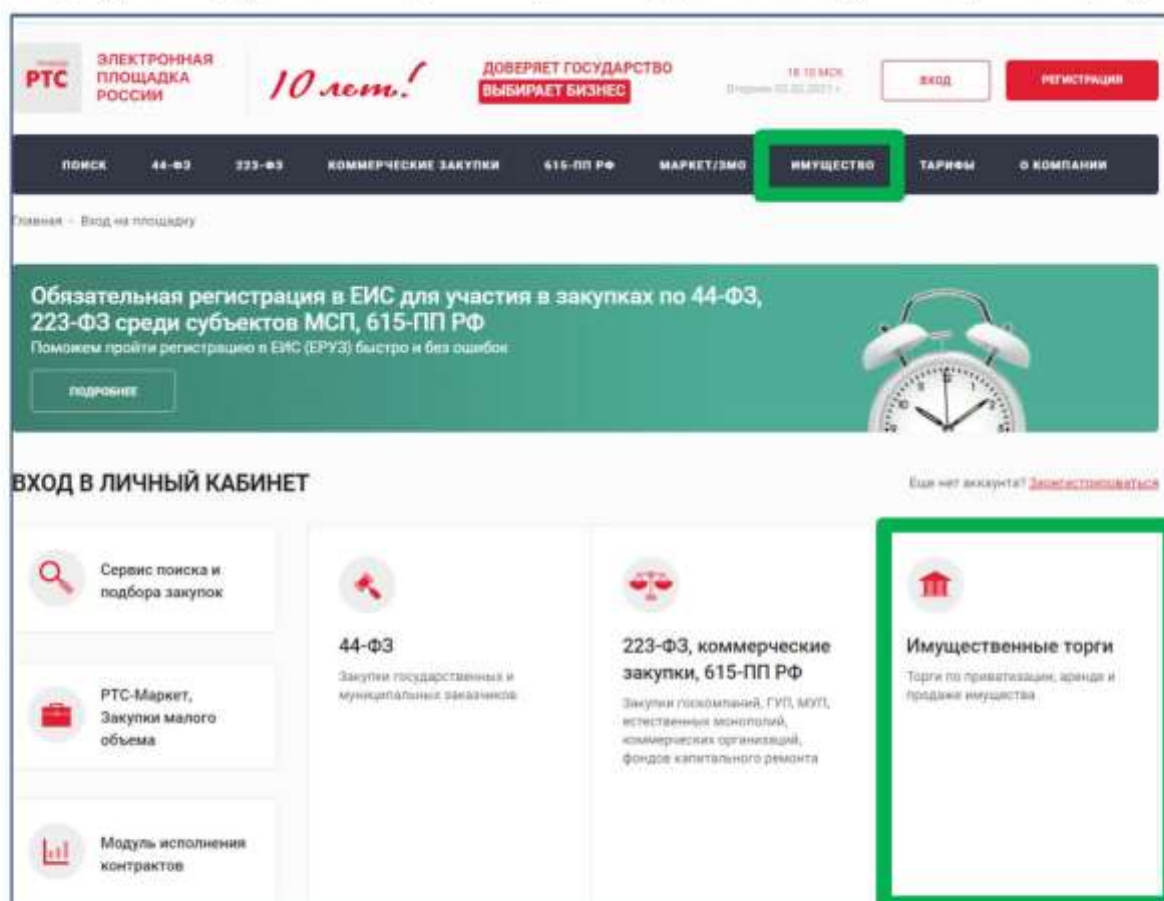 РТС
ЭЛЕКТРОННАЯ
ПЛОЩАДКА
РОССИИ
10 лет!
ДОВЕРЯЕТ ГОСУДАРСТВО
ВЫБИРАЕТ БИЗНЕС
ВХОД
РЕГИСТРАЦИЯ
ПОИСК 44-ФЗ 223-ФЗ КОММЕРЧЕСКИЕ ЗАКУПКИ 615-ПП РФ МАРКЕТ/ЗМО ИМУЩЕСТВО ТАРИФЫ О КОМПАНИИ
Главная - Вход на площадку
Обязательная регистрация в ЕИС для участия в закупках по 44-ФЗ,
223-ФЗ среди субъектов МСП, 615-ПП РФ
Поможем пройти регистрацию в ЕИС (ЕРУЗ) быстро и без ошибок
ПОДРОБНЕЕ
ВХОД В ЛИЧНЫЙ КАБИНЕТ
Еще нет аккаунта? Зарегистрироваться
Сервис поиска и
подбора закупок
РТС-Маркет,
Закупки малого
объема
Модуль исполнения
контрактов
44-ФЗ
Закупки государственных и
муниципальных заказчиков
223-ФЗ, коммерческие
закупки, 615-ПП РФ
Закупки госкомпаний, ГУП, МУП,
естественных монополий,
коммерческих организаций,
фондов капитального ремонта
Имущественные торги
Торги по приватизации, аренде и
продаже имущества